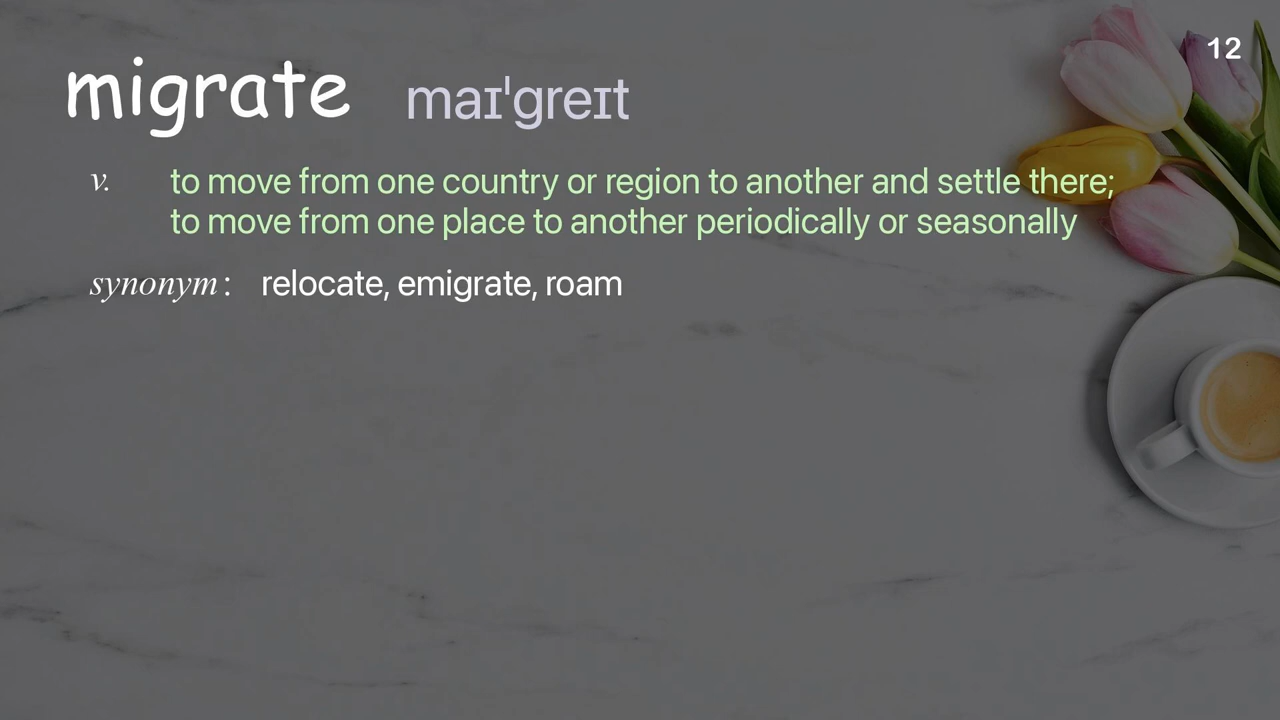 12
migrate maɪˈɡreɪt
v. to move from one country or region to another and settle there;
to move from one place to another periodically or seasonally
synonym : relocate, emigrate, roam